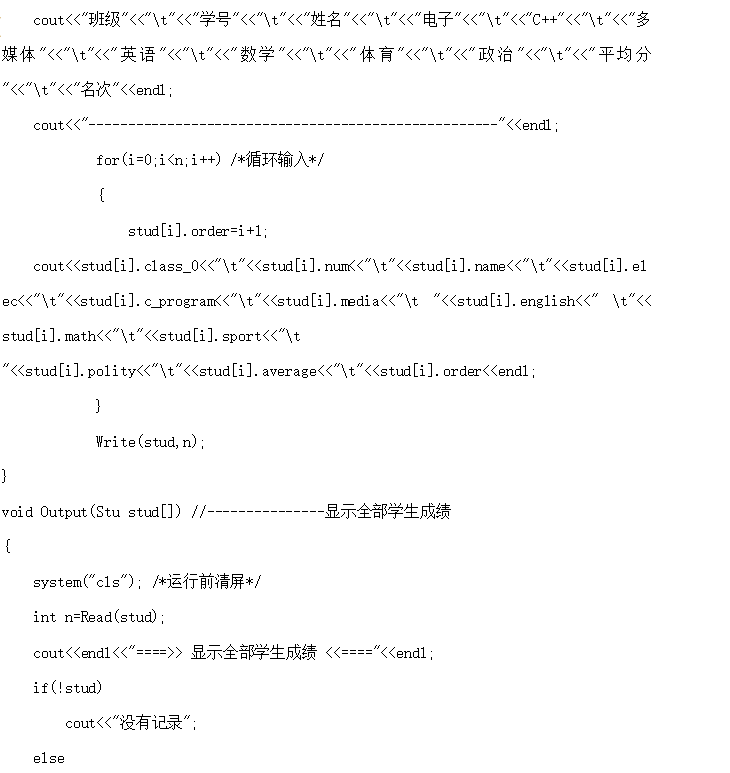 cout<<"班级"<<"\t"<<"学号"<<"\t"<<"姓名"<<"\t"<<"电子"<<"\t"<<"C++"<<"\t"<<"多
媒体"<<"\t"<<"英语"<<"\t"<<"数学"<<"\t"<<"体育"<<"\t"<<"政治"<<"\t"<<"平均分
"<<"\t"<<"名次"<<endl;
cout<<"----------------------------------------------------"<<endl;
for(i=0;i<n;i++) /*循环输入*/
{
stud[i].order=i+1;
cout<<stud[i].class_0<<"\t"<<stud[i].num<<"\t"<<stud[i].name<<"\t"<<stud[i].el
ec<<"\t"<<stud[i].c_program<<"\t"<<stud[i].media<<"\t "<<stud[i].english<<" \t"<<
stud[i].math<<"\t"<<stud[i].sport<<"\t
"<<stud[i].polity<<"\t"<<stud[i].average<<"\t"<<stud[i].order<<endl;
}
Write(stud,n);
}
void Output(Stu stud[]) //---------------显示全部学生成绩
{
system("cls"); /*运行前清屏*/
int n=Read(stud);
cout<<endl<<"====>> 显示全部学生成绩 <<===="<<endl;
if(!stud)
cout<<"没有记录";
else